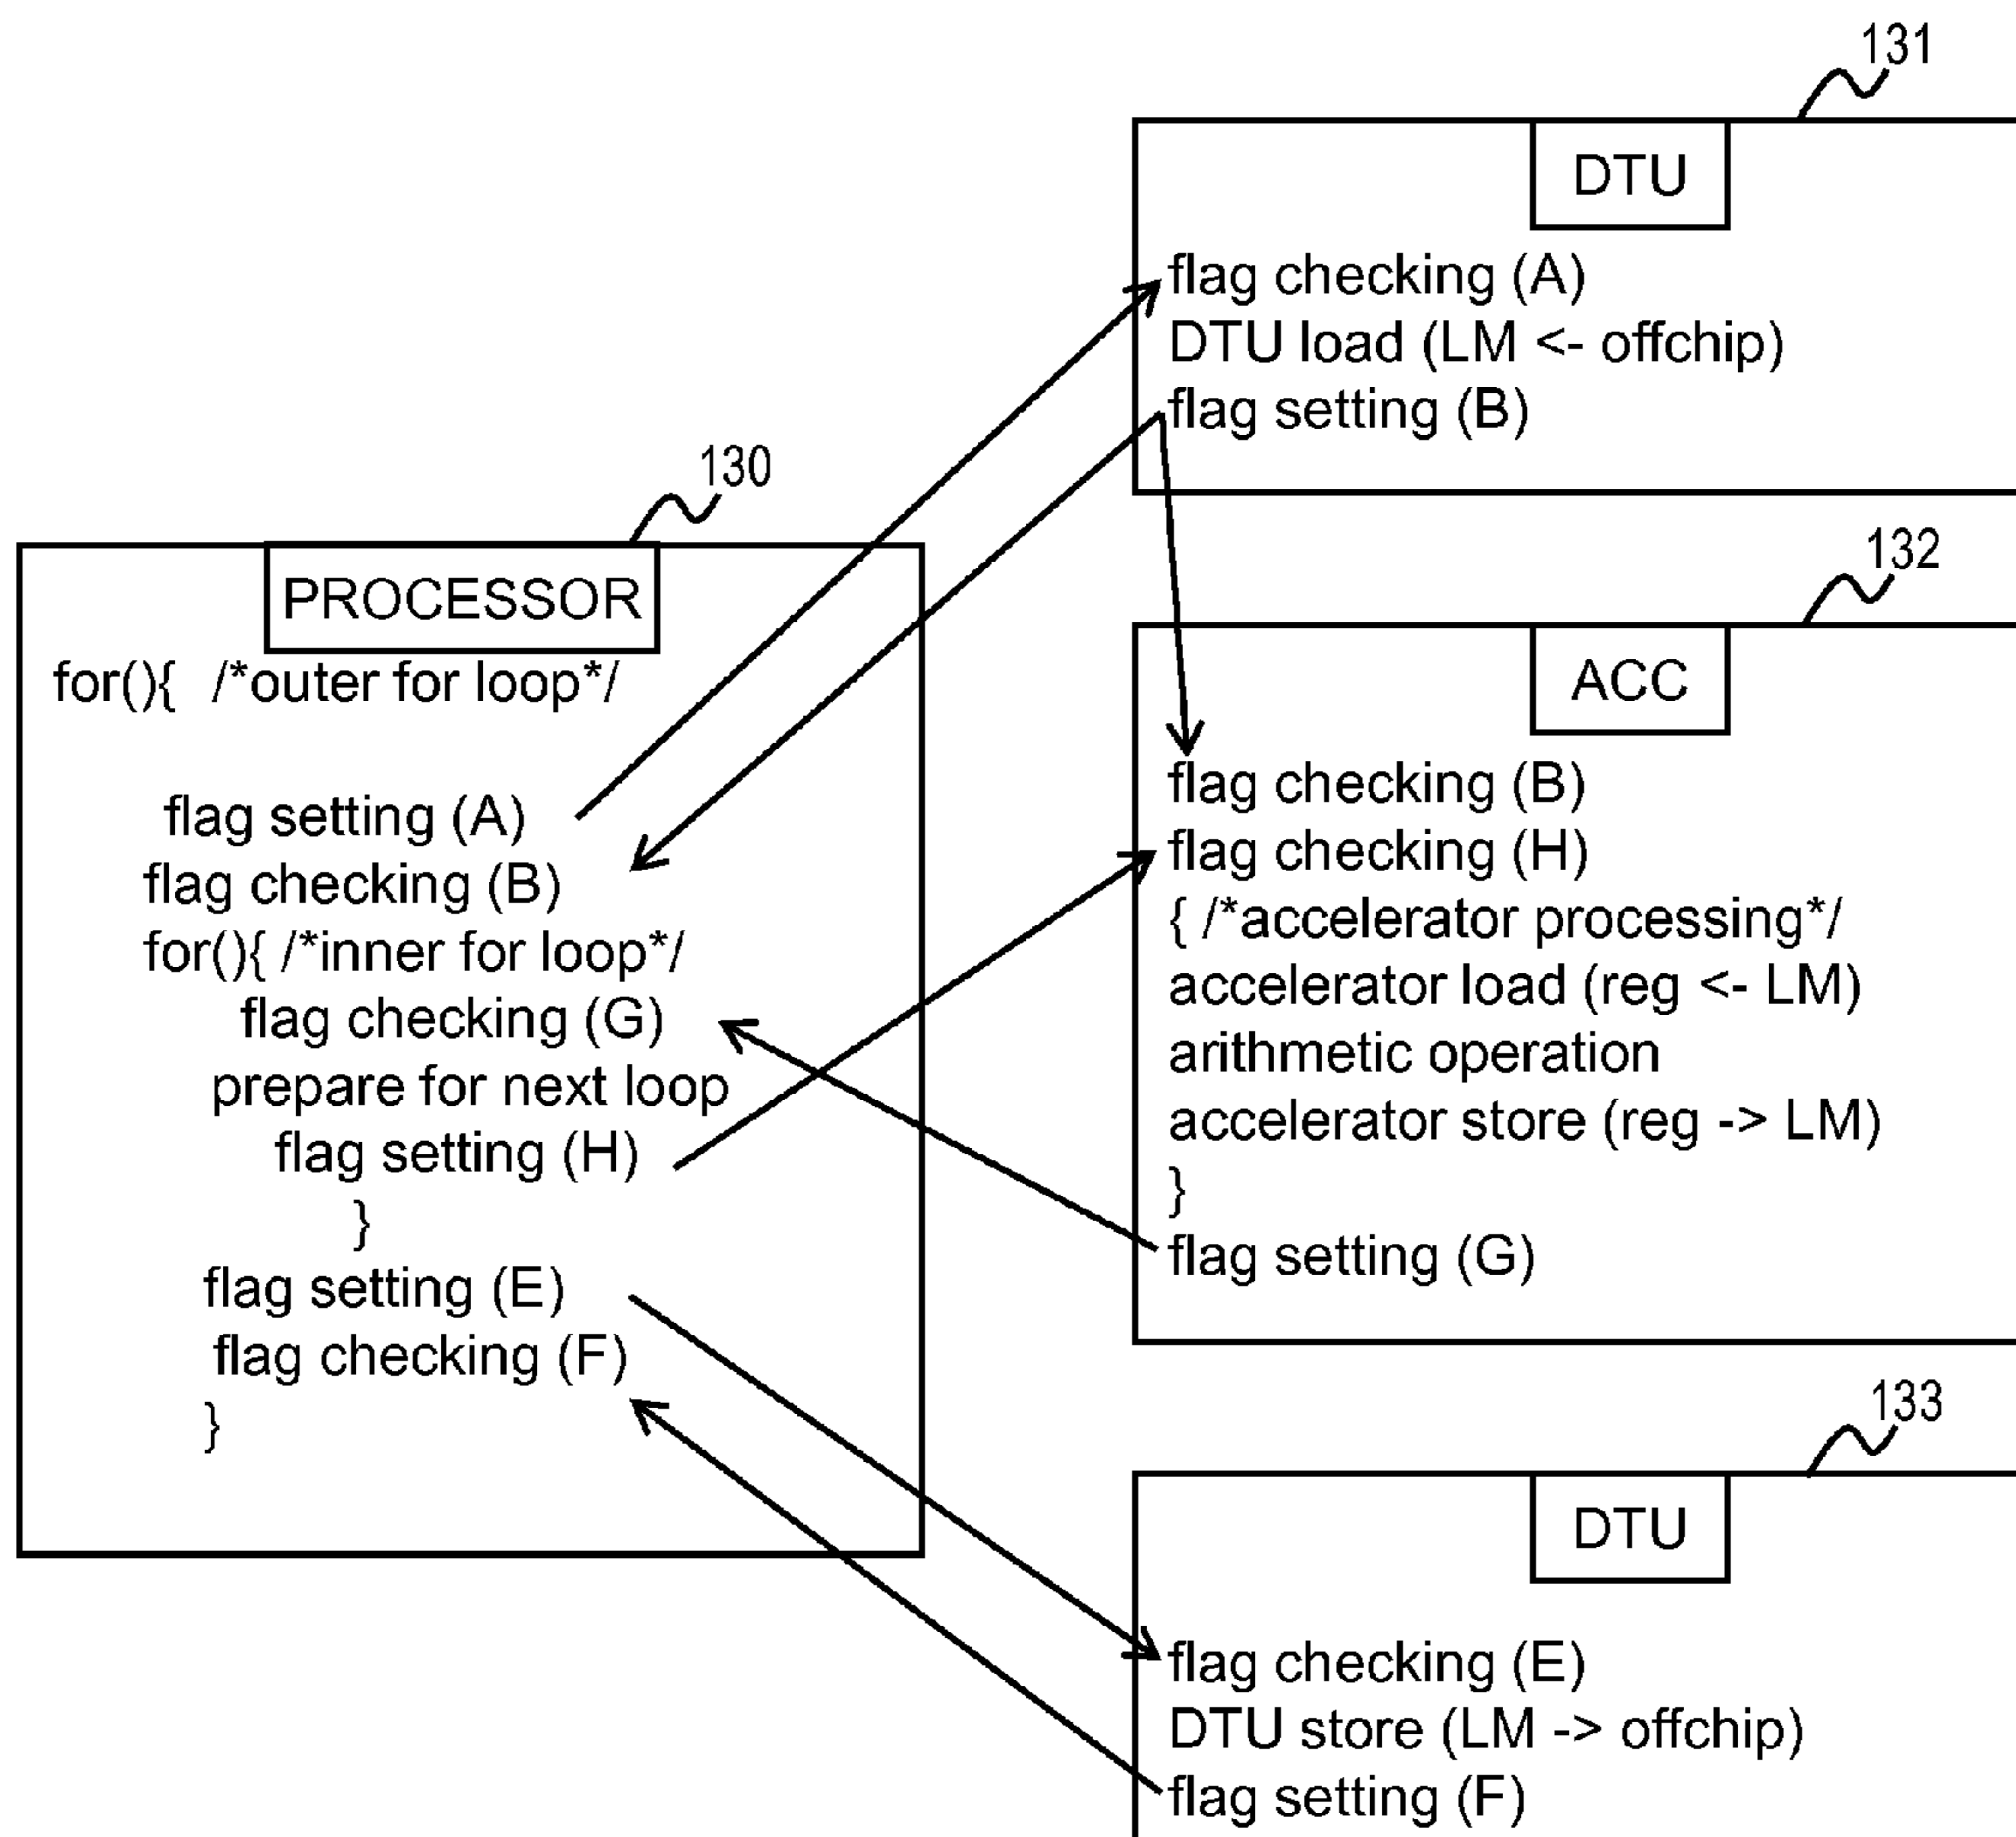 130
PROCESSOR
for(){ /*outer for loop*/
flag setting (A)
flag checking (B)
for(){ /*inner for loop*/
flag checking (G)
prepare for next loop
flag setting (H)
}
flag setting (E)
flag checking (F)
}
131
DTU
flag checking (A)
DTU load (LM <- offchip)
flag setting (B)
132
ACC
flag checking (B)
flag checking (H)
{ /*accelerator processing*/
accelerator load (reg <- LM)
arithmetic operation
accelerator store (reg -> LM)
}
flag setting (G)
133
DTU
flag checking (E)
DTU store (LM -> offchip)
flag setting (F)